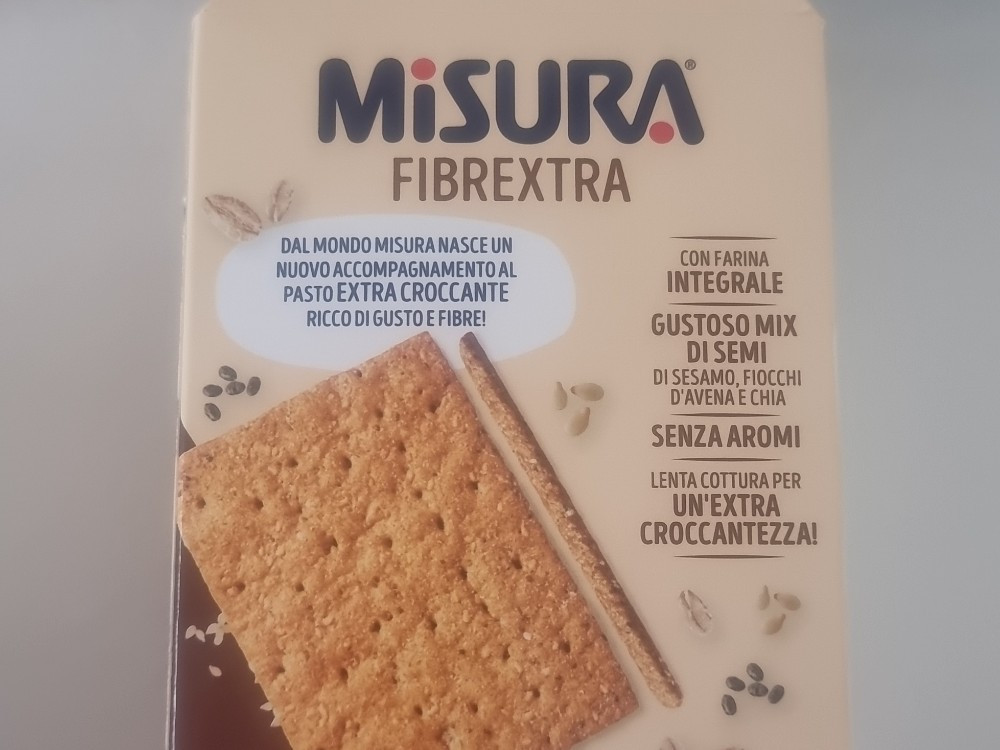 MiSURA®
FIBREXTRA
DAL MONDO MISURA NASCE UN
NUOVO ACCOMPAGNAMENTO AL
PASTO EXTRA CROCCANTE
RICCO DI GUSTO E FIBRE!
CON FARINA
INTEGRALE
GUSTOSO MIX
DI SEMI
DI SESAMO, FIOCCHI
D'AVENA E CHIA
SENZA AROMI
LENTA COTTURA PER
UN'EXTRA
CROCCANTEZZA!